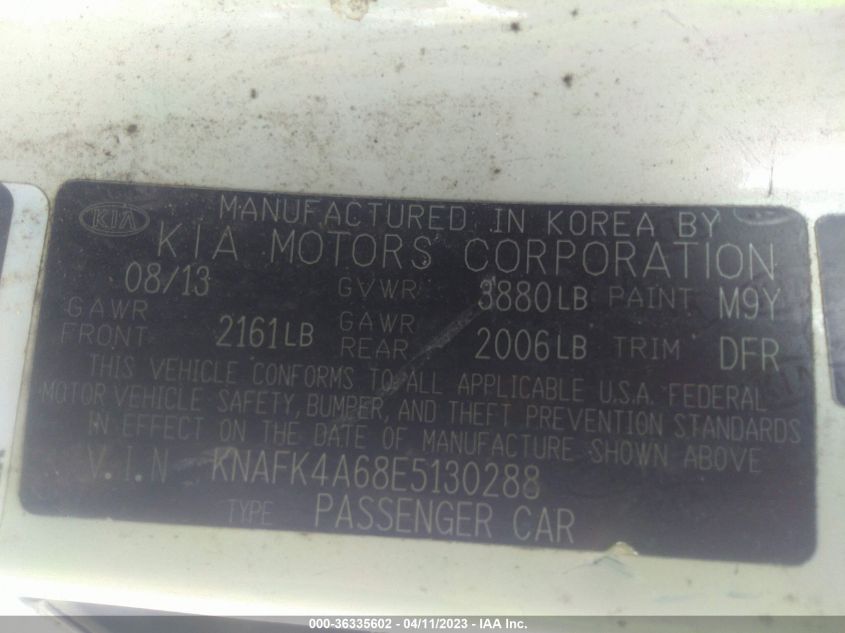 KIA
MANUFACTURED IN KOREA BY
KIA MOTORS CORPORATION
08/13 GVWR 3880LB PAINT M9Y
GAWR FRONT 2161LB GAWR REAR 2006LB TRIM DFR
THIS VEHICLE CONFORMS TO ALL APPLICABLE U.S.A. FEDERAL
MOTOR VEHICLE SAFETY, BUMPER, AND THEFT PREVENTION STANDARDS
IN EFFECT ON THE DATE OF MANUFACTURE SHOWN ABOVE
V.I.N KNAFK4A68E5130288
TYPE PASSENGER CAR
000-36335602 / 04/11/2023 - IAA Inc.